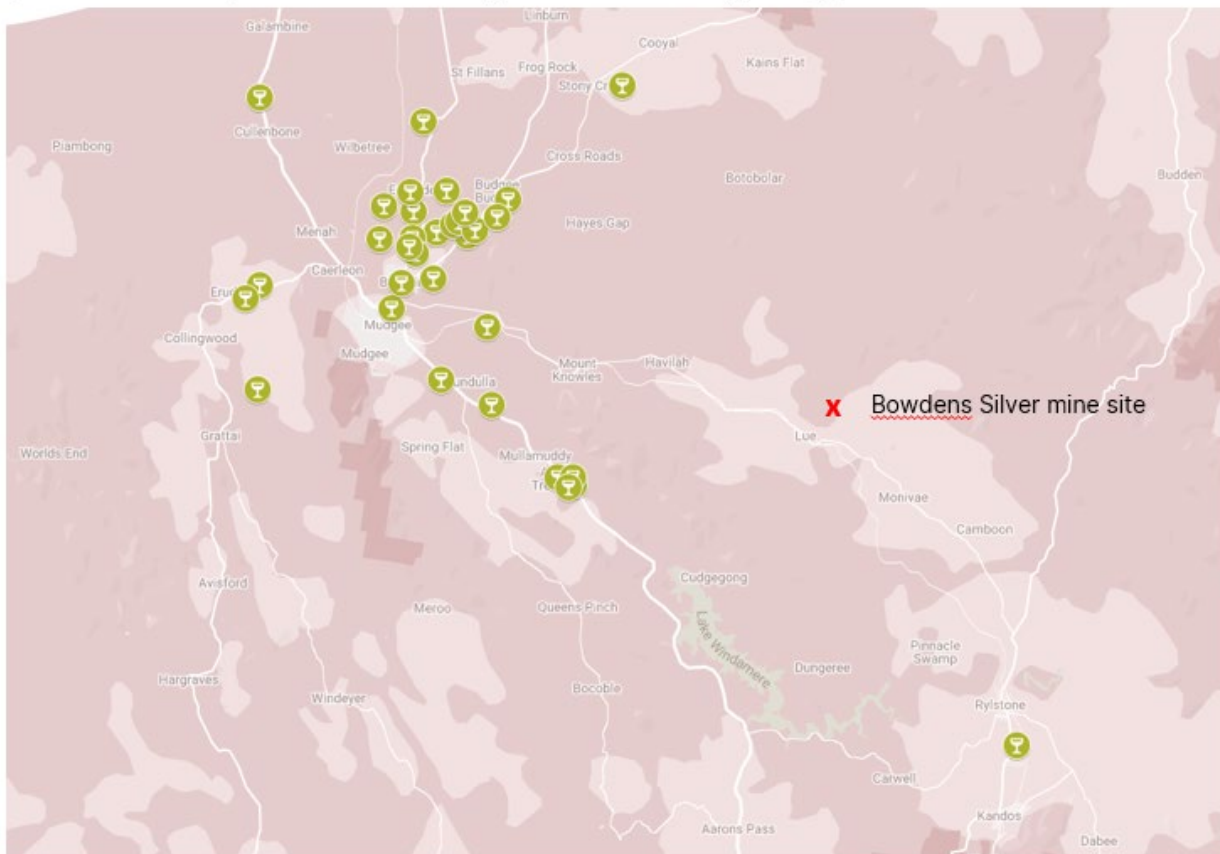 Linburn
Galambine
Cooyal
Frog Rock
Kains Flat
St Fillans
Stony Cr
Cullenbone
Wilbetree
Piambong
Cross Roads
Budden
Botobolar
Budgee
Hayes Gap
Menah
Caerleon
Mudgee
Collingwood
Mudgee
Mount
Knowles
Havilah
x Bowdens Silver mine site
Grattai
Lue
Spring Flat
Worlds End
Mullamuddy
Monivae
Camboon
Cudgegong
Avisford
Meroo
Queens Pinch
Lake Windamere
Pinnacle
Swamp
Dungeree
Hargraves
Bocoble
Windeyer
Rylstone
Carwell
Kandos
Aarons Pass
Dabee